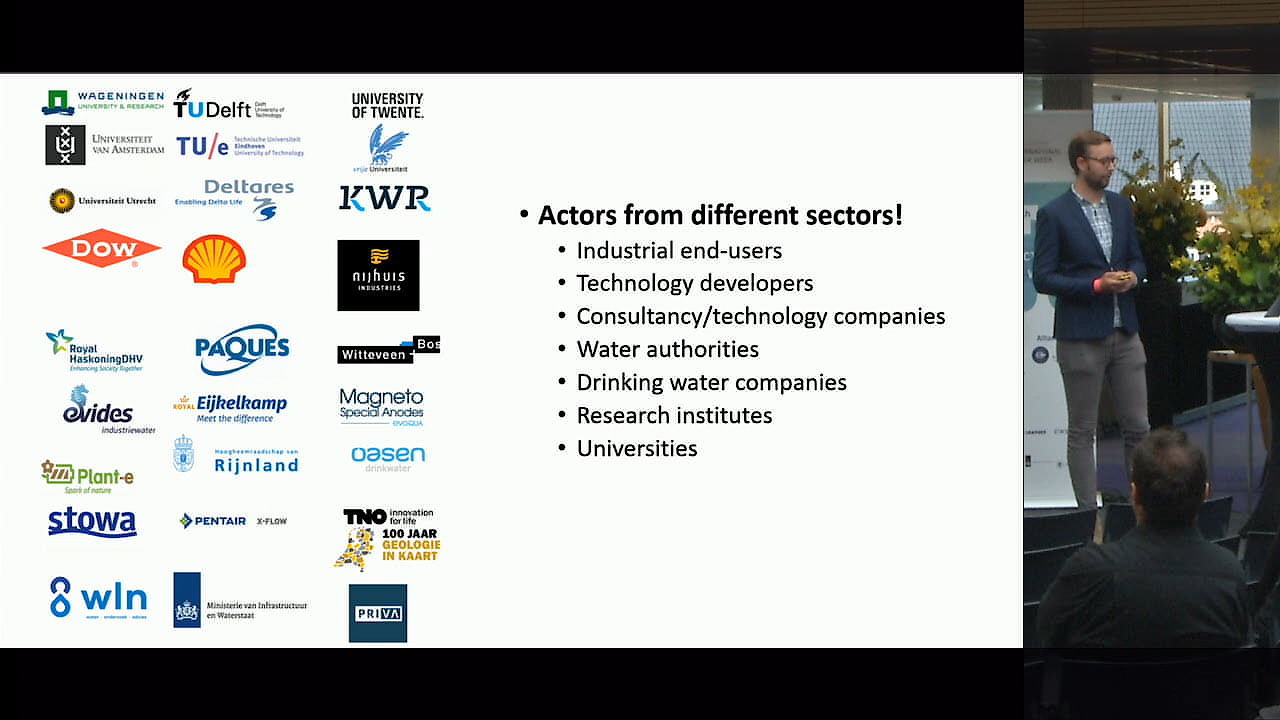 WAGENINGEN
UNIVERSITY & RESEARCH
TU Delft
Delft
University of
Technology
UNIVERSITY
OF TWENTE.
UNIVERSITEIT
VAN AMSTERDAM
TU/e
Technische Universiteit
Eindhoven
University of Technology
vrije Universiteit
Universiteit Utrecht
Deltares
Enabling Delta Life
KWR
DOW
®
nijhuis
INDUSTRIES
Royal
HaskoningDHV
Enhancing Society Together
PAQUES
Witteveen +
Bos
evides
industriewater
ROYAL Eijkelkamp
Meet the difference
Magneto
Special Anodes
evoqua
Hoogheemraadschap van
Rijnland
oasen
drinkwater
Plant-e
Spark of nature
stowa
PENTAIR X-FLOW
TNO innovation
for life
100 JAAR
GEOLOGIE
IN KAART
wln
water · onderzoek · advies
Ministerie van Infrastructuur
en Waterstaat
PRIVA
• Actors from different sectors!
• Industrial end-users
• Technology developers
• Consultancy/technology companies
• Water authorities
• Drinking water companies
• Research institutes
• Universities